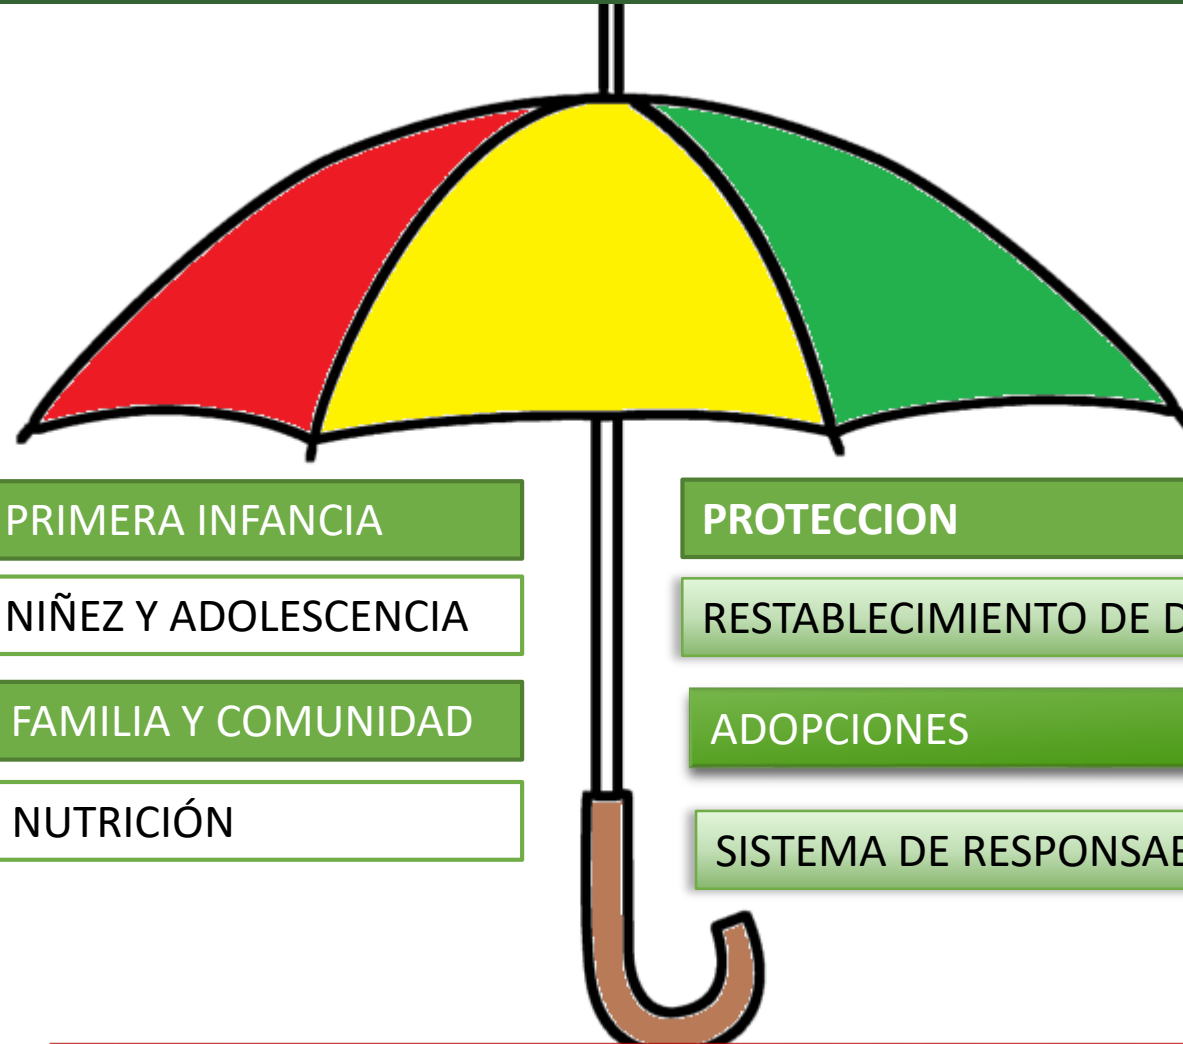 PRIMERA INFANCIA
NIÑEZ Y ADOLESCENCIA
FAMILIA Y COMUNIDAD
NUTRICIÓN
PROTECCION
RESTABLECIMIENTO DE
ADOPCIONES
SISTEMA DE